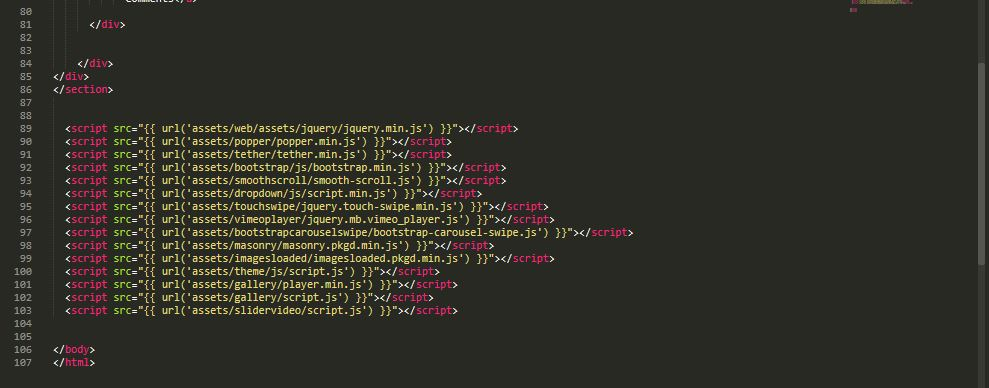 Comments</a>
80
81 </div>
82
83
84 </div>
85 </div>
86 </section>
87
88
89 <script src="{{ url('assets/web/assets/jquery/jquery.min.js') }}"></script>
90 <script src="{{ url('assets/popper/popper.min.js') }}"></script>
91 <script src="{{ url('assets/tether/tether.min.js') }}"></script>
92 <script src="{{ url('assets/bootstrap/js/bootstrap.min.js') }}"></script>
93 <script src="{{ url('assets/smoothscroll/smooth-scroll.js') }}"></script>
94 <script src="{{ url('assets/dropdown/js/script.min.js') }}"></script>
95 <script src="{{ url('assets/touchswipe/jquery.touch-swipe.min.js') }}"></script>
96 <script src="{{ url('assets/vimeoplayer/jquery.mb.vimeo_player.js') }}"></script>
97 <script src="{{ url('assets/bootstrapcarouselswipe/bootstrap-carousel-swipe.js') }}"></script>
98 <script src="{{ url('assets/masonry/masonry.pkgd.min.js') }}"></script>
99 <script src="{{ url('assets/imagesloaded/imagesloaded.pkgd.min.js') }}"></script>
100 <script src="{{ url('assets/theme/js/script.js') }}"></script>
101 <script src="{{ url('assets/gallery/player.min.js') }}"></script>
102 <script src="{{ url('assets/gallery/script.js') }}"></script>
103 <script src="{{ url('assets/slidervideo/script.js') }}"></script>
104
105
106 </body>
107 </html>